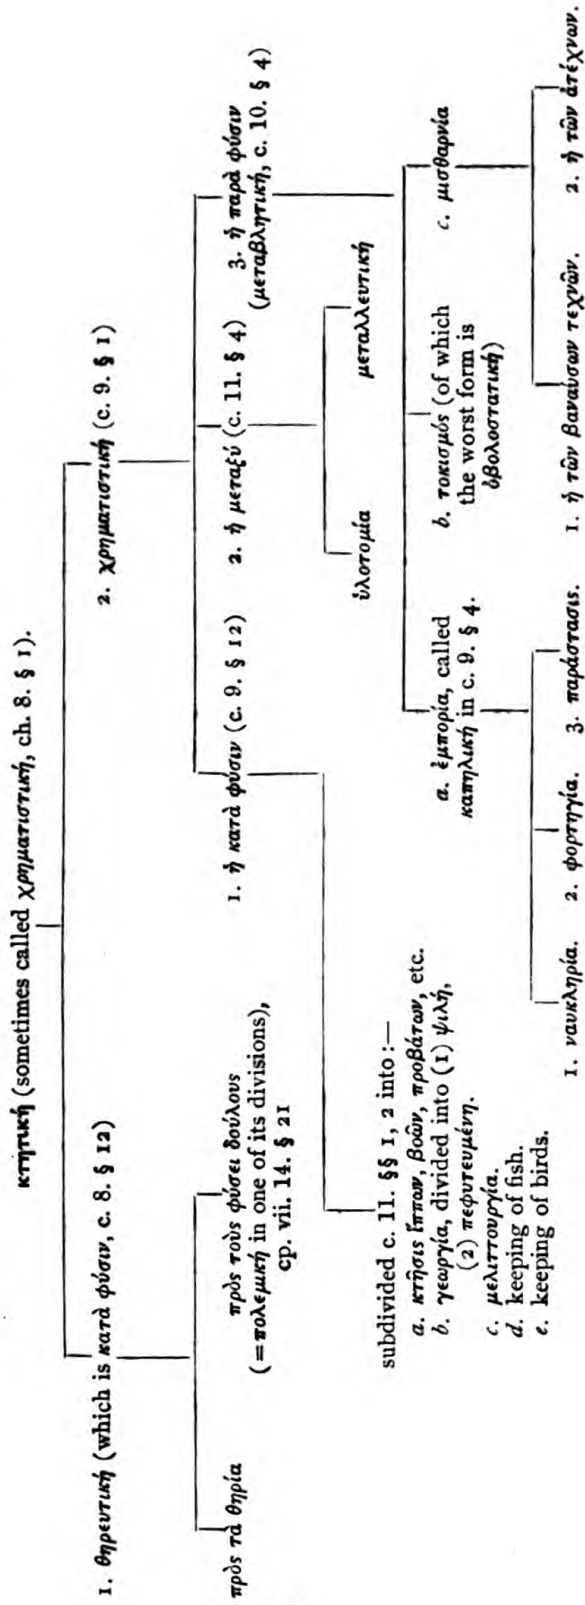 κτητική (sometimes called χρηματιστική, ch. 8. § 1).
1. θηρευτική (which is κατὰ φύσιν, c. 8. § 12)
2. χρηματιστική (c. 9. § 1)
πρὸς τὰ θηρία
πρὸς τοὺς φύσει δούλους
(=πολεμική in one of its divisions),
cp. vii. 14. § 21
1. ἡ κατὰ φύσιν (c. 9. § 12)
2. ἡ μεταξύ (c. 11. § 4)
3. ἡ παρὰ φύσιν
(μεταβλητική, c. 10. § 4)
ὑλοτομία
μεταλλευτική
subdivided c. 11. §§ 1, 2 into:—
a. κτῆσις ἵππων, βοῶν, προβάτων, etc.
b. γεωργία, divided into (1) ψιλή,
(2) πεφυτευμένη.
c. μελιττουργία.
d. keeping of fish.
e. keeping of birds.
a. ἐμπορία, called
καπηλική in c. 9. § 4.
b. τοκισμός (of which
the worst form is
ὀβολοστατική)
c. μισθαρνία
1. ναυκληρία.
2. φορτηγία.
3. παράστασις.
1. ἡ τῶν βαναύσων τεχνῶν.
2. ἡ τῶν ἀτέχνων.